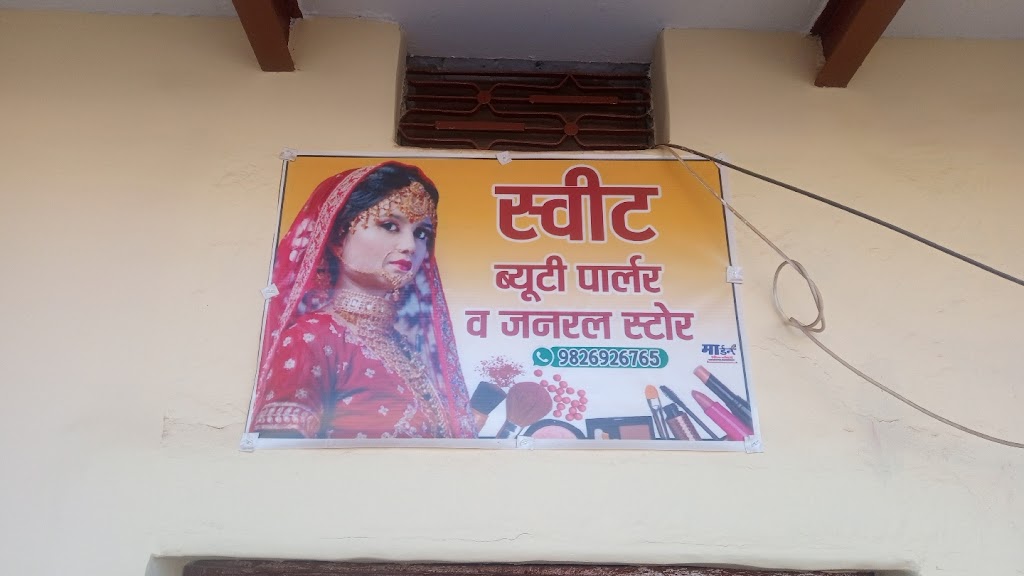 स्वीट
ब्यूटी पार्लर
व जनरल स्टोर
9826926765